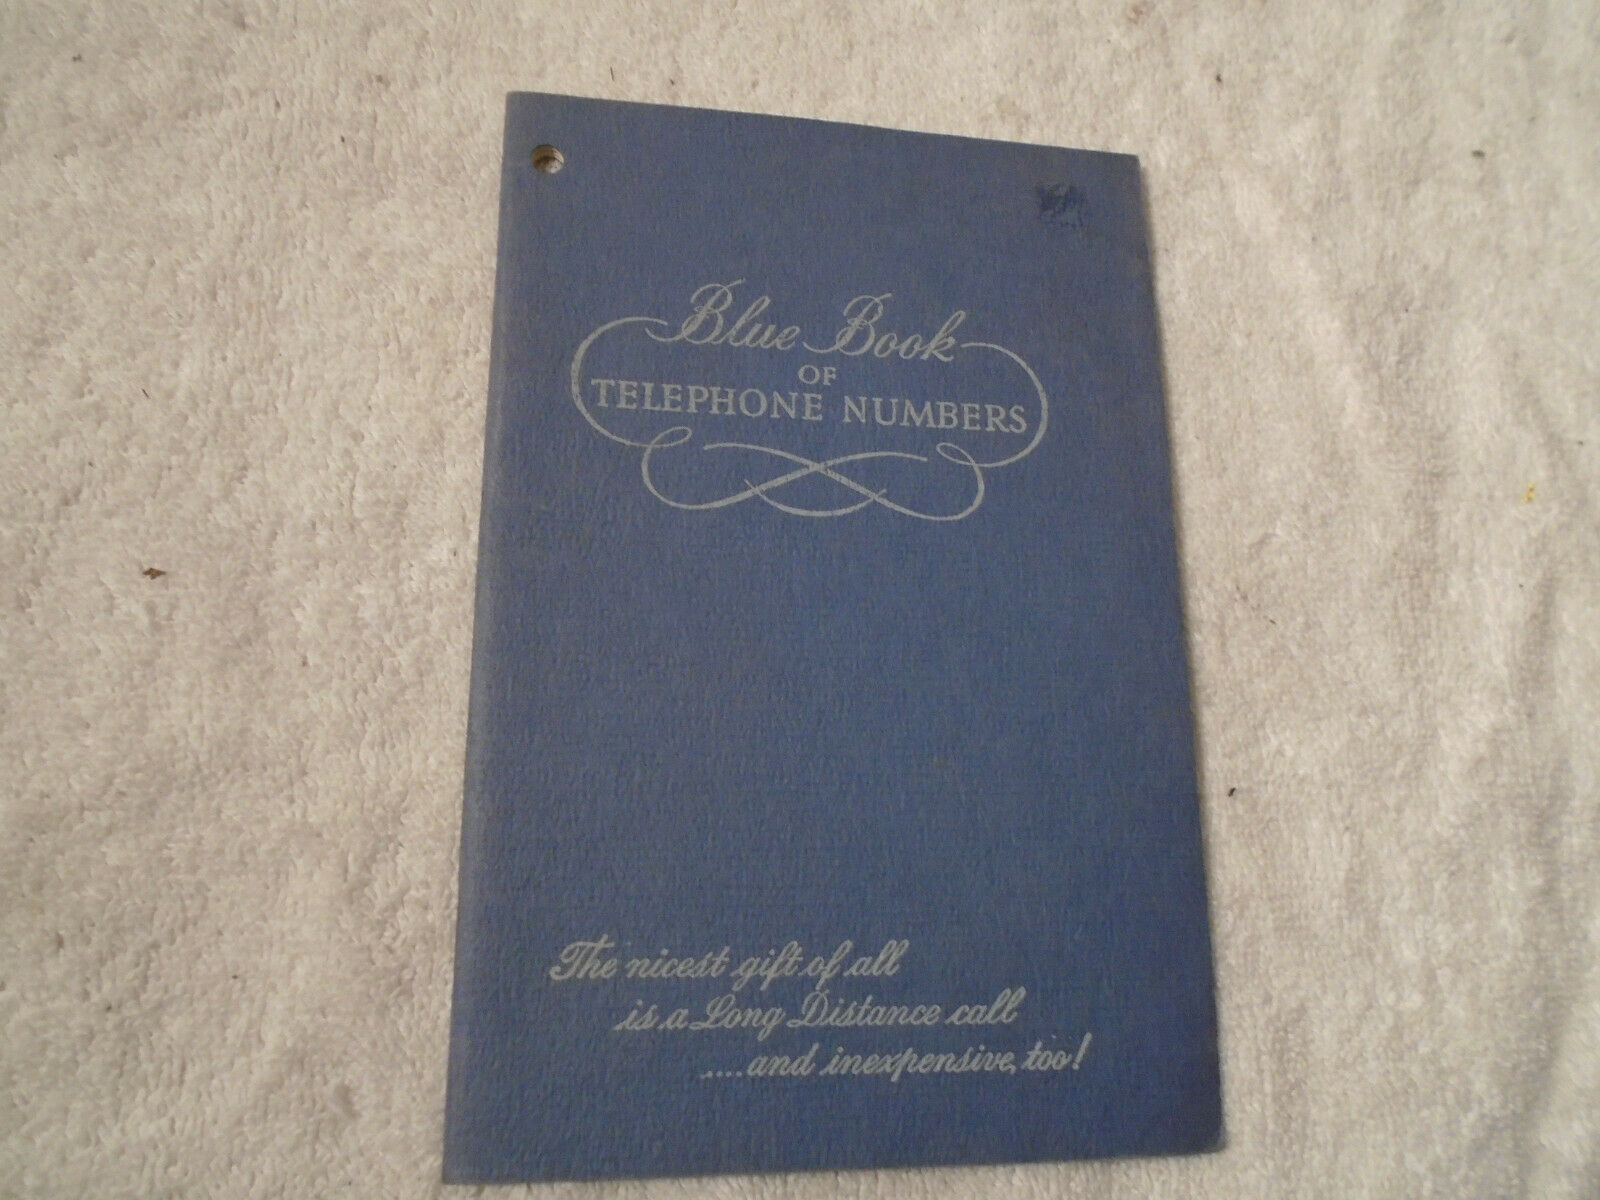 Blue Book
OF
TELEPHONE NUMBERS
The nicest gift of all
is a Long Distance call
....and inexpensive, too!